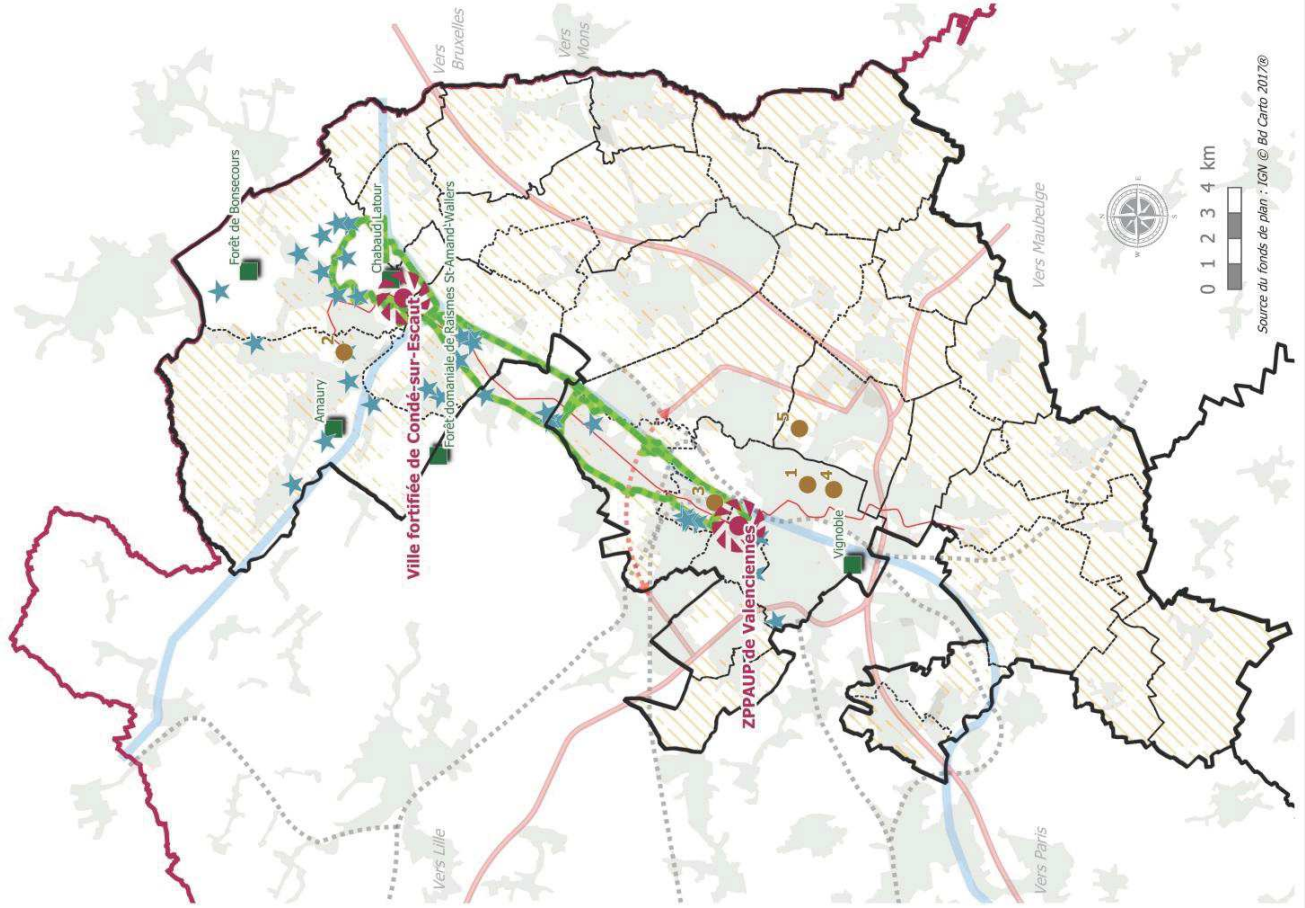 Vers
Bruxelles
Vers
Mons
Forêt de Bonsecours
Chabaud Latour
Forêt domaniale de Raismes St-Amand-Wallers
Ville fortifiée de Condé-sur-Escaut
Amaury
2
5
1
4
3
Vignoble
ZPPAUP de Valenciennes
Vers Maubeuge
Vers Lille
Vers Paris
N
E
S
W
0 1 2 3 4 km
Source du fonds de plan : IGN © Bd Carto 2017®